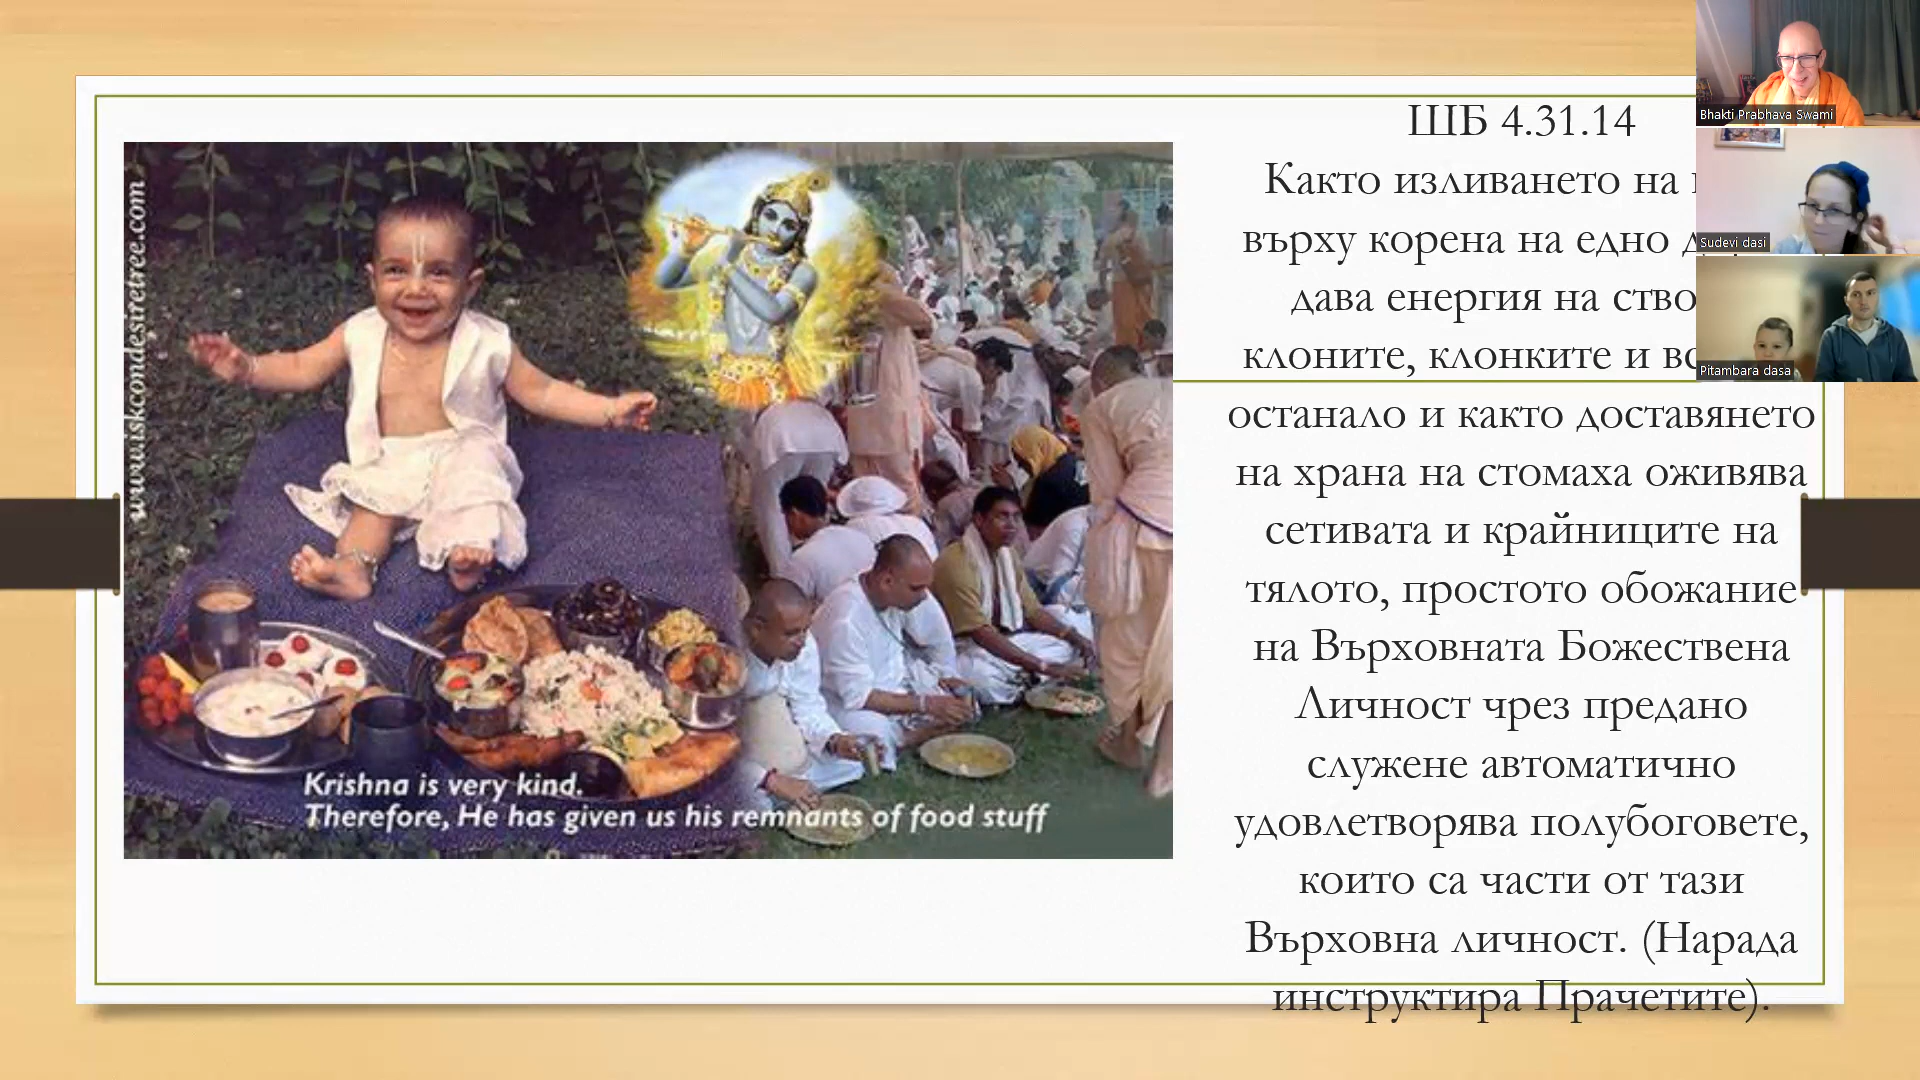 ШБ 4.31.14
Както изливането на
върху корена на едно
дава енергия на
клоните, клонките и
останало и както доставянето
на храна на стомаха оживява
сетивата и крайниците на
тялото, простото обожание
на Върховната Божествена
Личност чрез предано
служене автоматично
удовлетворява полубоговете,
които са части от тази
Върховна личност. (Нарада
инструктира Прачетите).
www.iskcondesiretree.com
Krishna is very kind.
Therefore, He has given us his remnants of food stuff
Bhakti Prabhava Swami
Sudevi dasi
Pitambara dasa